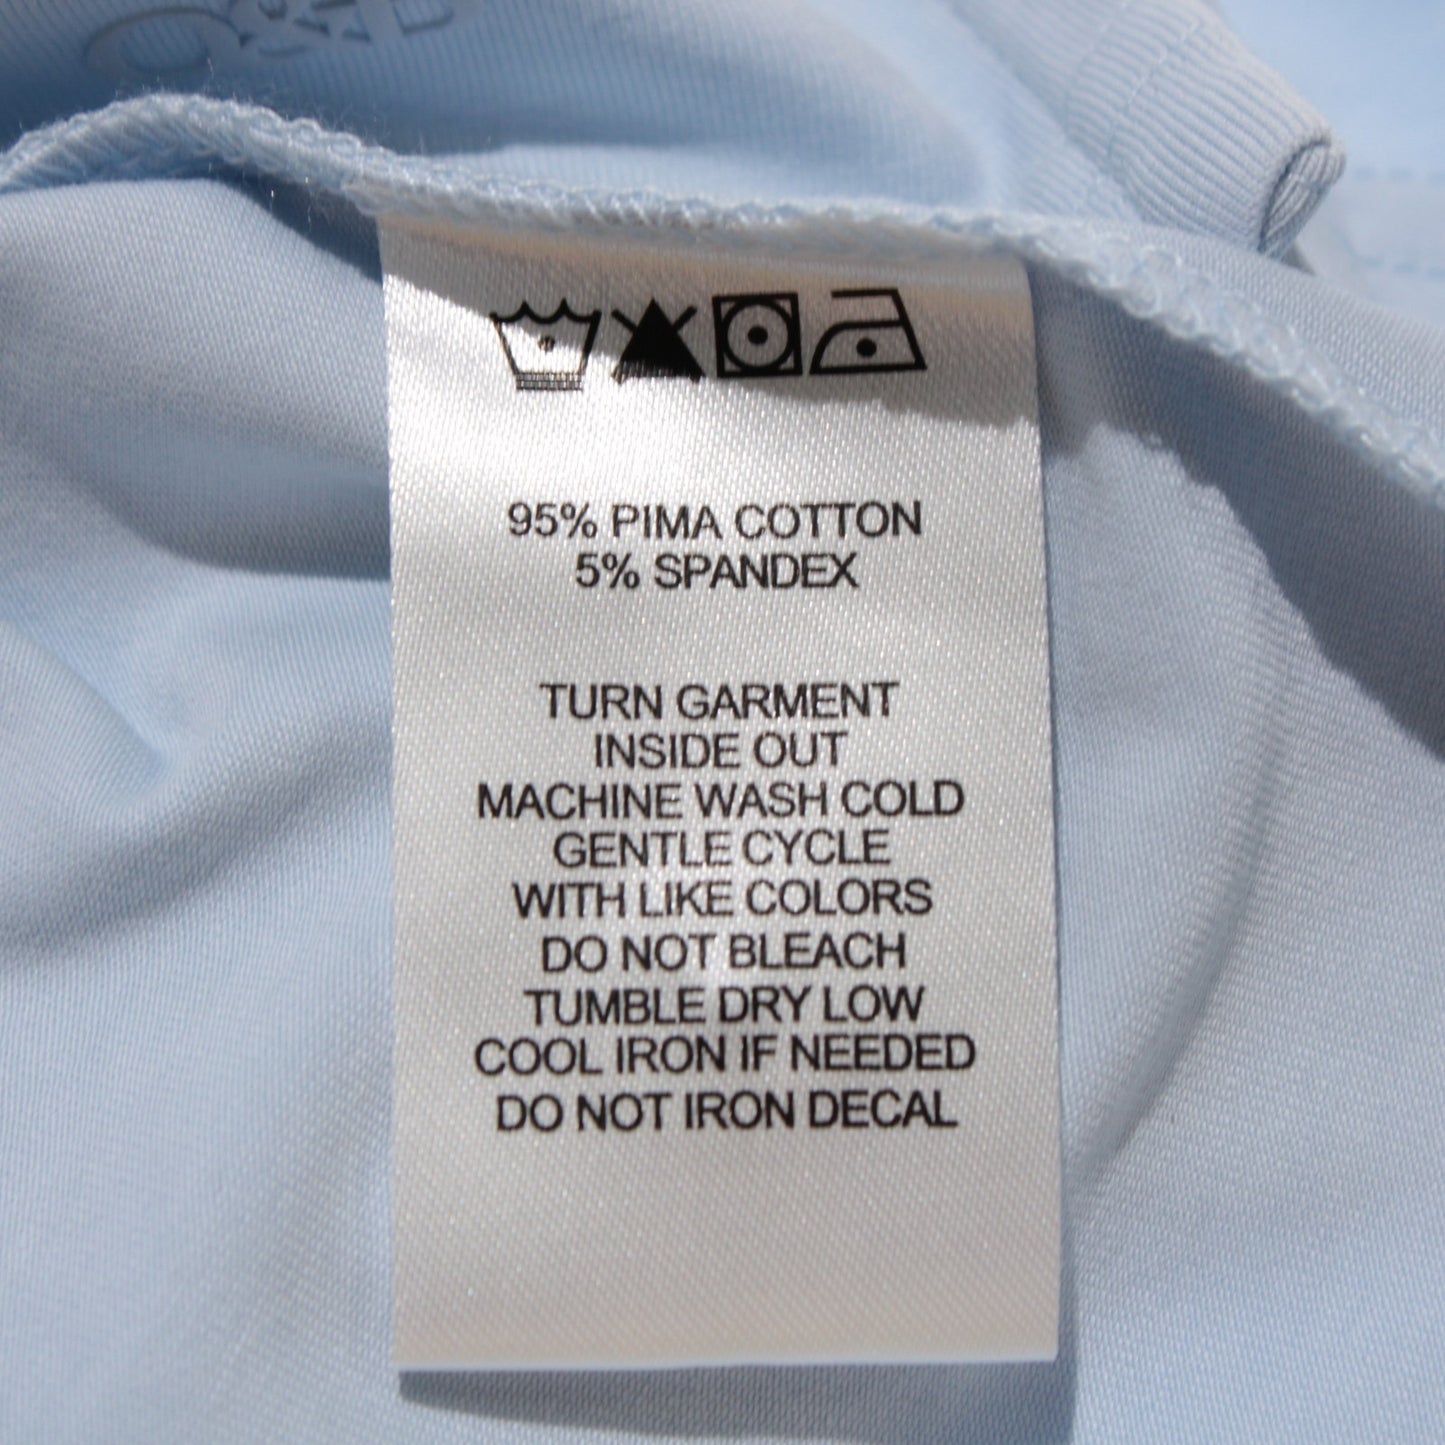 95% PIMA COTTON
5% SPANDEX
TURN GARMENT
INSIDE OUT
MACHINE WASH COLD
GENTLE CYCLE
WITH LIKE COLORS
DO NOT BLEACH
TUMBLE DRY LOW
COOL IRON IF NEEDED
DO NOT IRON DECAL